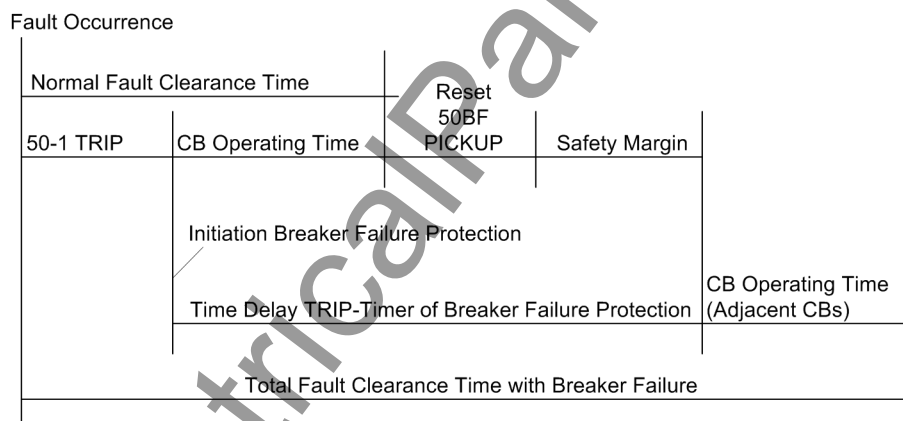 Fault Occurrence
Normal Fault Clearance Time
Reset
50BF
PICKUP
50-1 TRIP
CB Operating Time
Safety Margin
Initiation Breaker Failure Protection
CB Operating Time
(Adjacent CBs)
Time Delay TRIP-Timer of Breaker Failure Protection
Total Fault Clearance Time with Breaker Failure
tricalPar